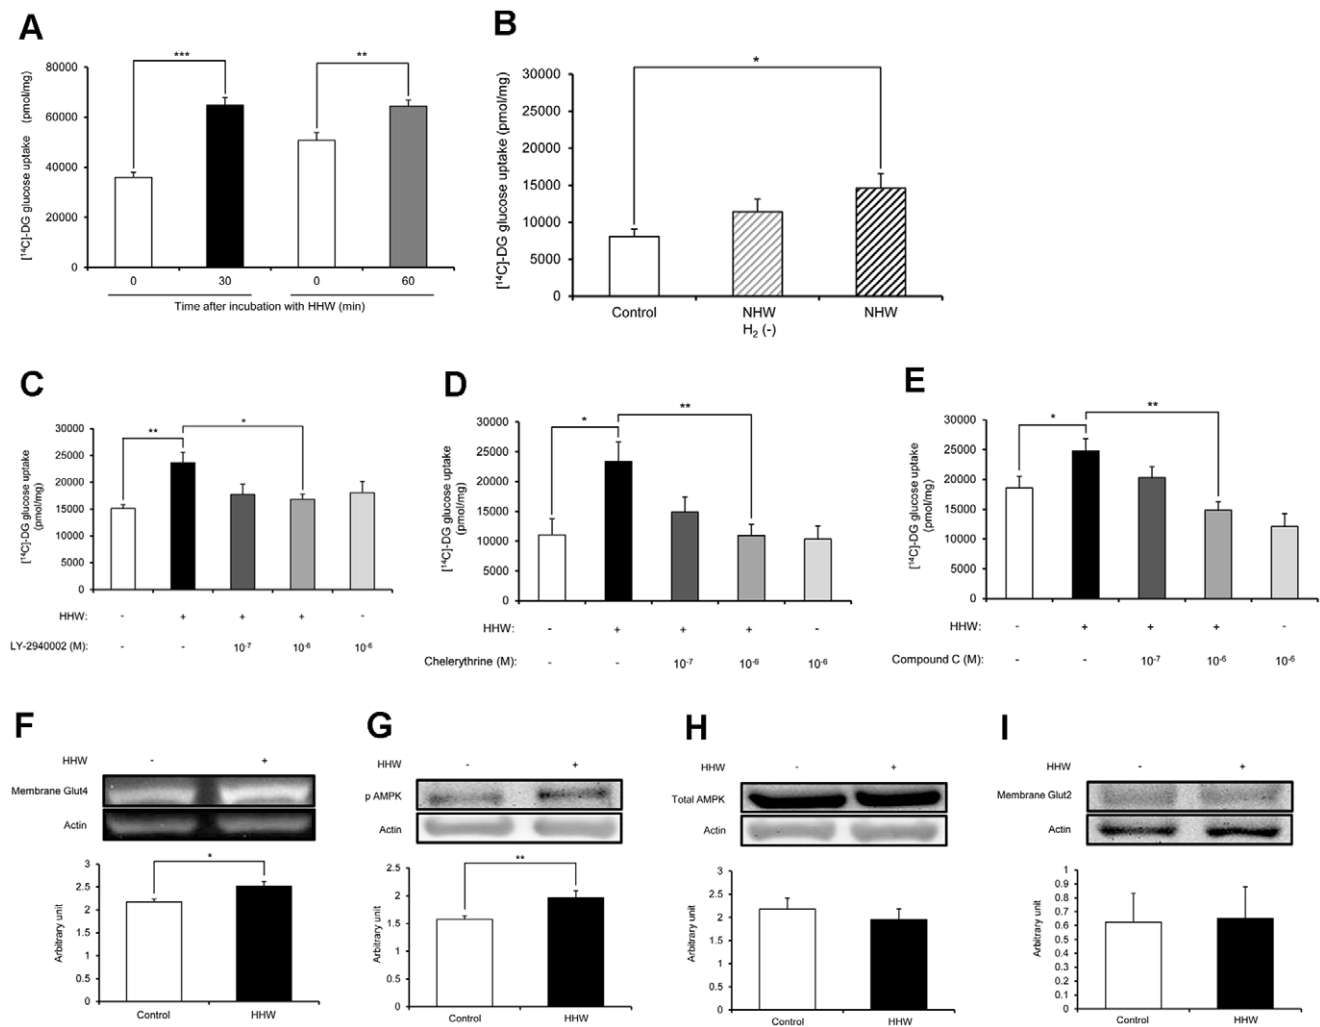 A
[¹⁴C]-DG glucose uptake (pmol/mg)
80000
60000
40000
20000
0
***
**
0 30 0 60
Time after incubation with HHW (min)
B
[¹⁴C]-DG glucose uptake (pmol/mg)
30000
25000
20000
15000
10000
5000
0
*
Control NHW NHW
H₂ (-)
C
[¹⁴C]-DG glucose uptake
(pmol/mg)
30000
25000
20000
15000
10000
5000
0
**
*
HHW: - + + + -
LY-2940002 (M): - - 10⁻⁷ 10⁻⁶ 10⁻⁶
D
[¹⁴C]-DG glucose uptake
(pmol/mg)
30000
25000
20000
15000
10000
5000
0
*
**
HHW: - + + + -
Chelerythrine (M): - - 10⁻⁷ 10⁻⁶ 10⁻⁶
E
[¹⁴C]-DG glucose uptake
(pmol/mg)
30000
25000
20000
15000
10000
5000
0
*
**
HHW: - + + + -
Compound C (M): - - 10⁻⁷ 10⁻⁶ 10⁻⁶
F
HHW - +
Membrane Glut4
Actin
Arbitrary unit
3
2.5
2
1.5
1
0.5
0
*
Control HHW
G
HHW - +
p AMPK
Actin
Arbitrary unit
2.5
2
1.5
1
0.5
0
**
Control HHW
H
HHW - +
Total AMPK
Actin
Arbitrary unit
3
2.5
2
1.5
1
0.5
0
Control HHW
I
HHW - +
Membrane Glut2
Actin
Arbitrary unit
1
0.9
0.8
0.7
0.6
0.5
0.4
0.3
0.2
0.1
0
Control HHW